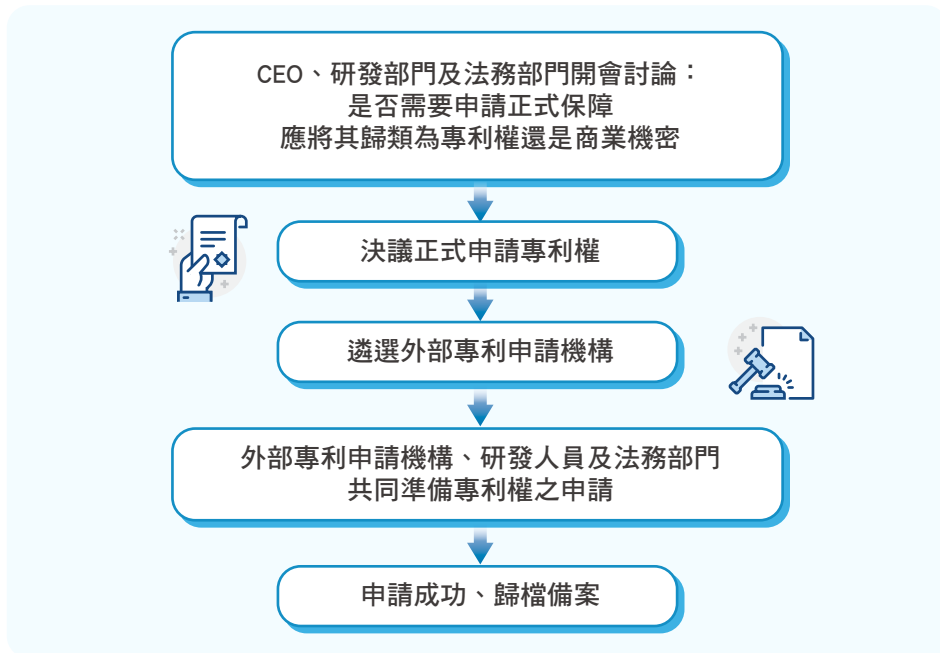 CEO、研發部門及法務部門開會討論：
是否需要申請正式保障
應將其歸類為專利權還是商業機密
決議正式申請專利權
遴選外部專利申請機構
外部專利申請機構、研發人員及法務部門
共同準備專利權之申請
申請成功、歸檔備案